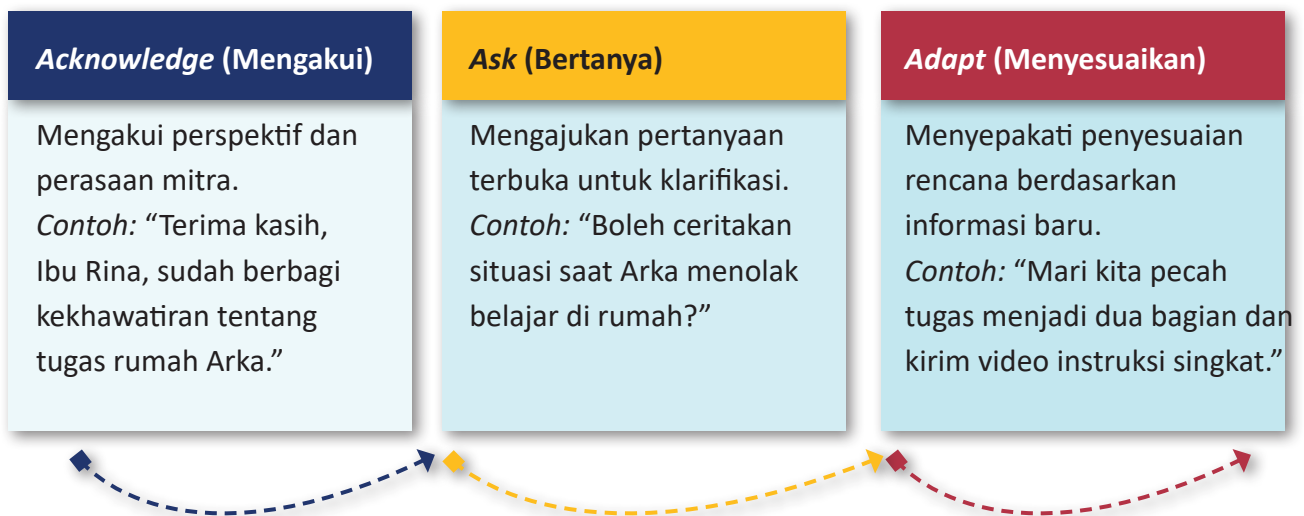 Acknowledge (Mengakui)
Mengakui perspektif dan
perasaan mitra.
Contoh: “Terima kasih,
Ibu Rina, sudah berbagi
kekhawatiran tentang
tugas rumah Arka.”
Ask (Bertanya)
Mengajukan pertanyaan
terbuka untuk klarifikasi.
Contoh: “Boleh ceritakan
situasi saat Arka menolak
belajar di rumah?”
Adapt (Menyesuaikan)
Menyepakati penyesuaian
rencana berdasarkan
informasi baru.
Contoh: “Mari kita pecah
tugas menjadi dua bagian dan
kirim video instruksi singkat.”